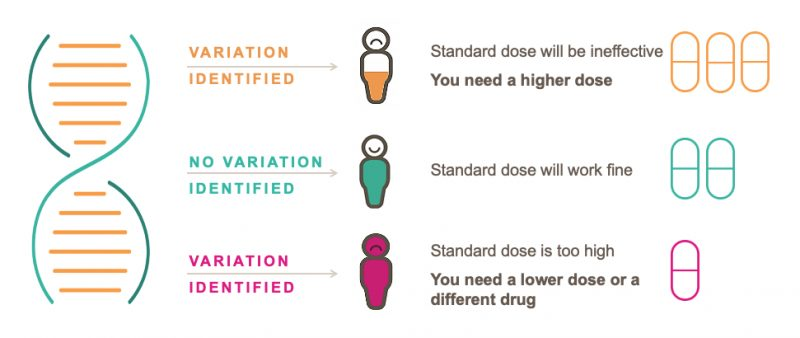 VARIATION
IDENTIFIED
Standard dose will be ineffective
You need a higher dose
NO VARIATION
IDENTIFIED
Standard dose will work fine
VARIATION
IDENTIFIED
Standard dose is too high
You need a lower dose or a
different drug